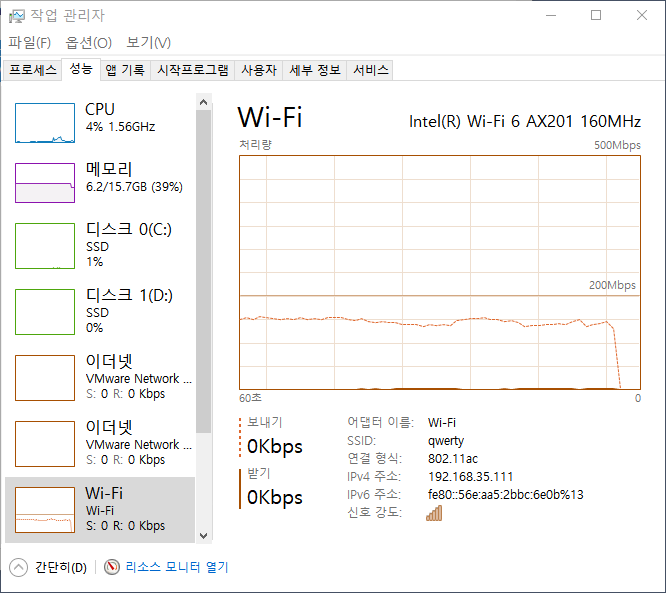 작업 관리자
파일(F) 옵션(O) 보기(V)
프로세스 성능 앱 기록 시작프로그램 사용자 세부 정보 서비스
CPU
4% 1.56GHz
메모리
6.2/15.7GB (39%)
디스크 0(C:)
SSD
1%
디스크 1(D:)
SSD
0%
이더넷
VMware Network ...
S: 0 R: 0 Kbps
이더넷
VMware Network ...
S: 0 R: 0 Kbps
Wi-Fi
Wi-Fi
S: 0 R: 0 Kbps
Wi-Fi
Intel(R) Wi-Fi 6 AX201 160MHz
처리량 500Mbps
200Mbps
60초 0
보내기
0Kbps
받기
0Kbps
어댑터 이름: Wi-Fi
SSID: qwerty
연결 형식: 802.11ac
IPv4 주소: 192.168.35.111
IPv6 주소: fe80::56e:aa5:2bbc:6e0b%13
신호 강도:
간단히(D) 리소스 모니터 열기